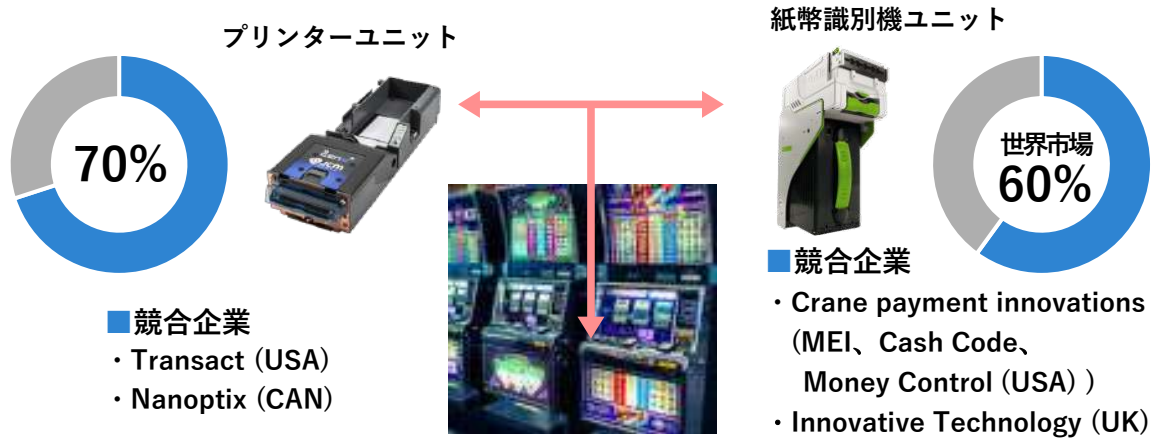 プリンターユニット
70%
JCM
■競合企業
・Transact (USA)
・Nanoptix (CAN)
紙幣識別機ユニット
世界市場
60%
■競合企業
・Crane payment innovations
(MEI、Cash Code、
Money Control (USA) )
・Innovative Technology (UK)